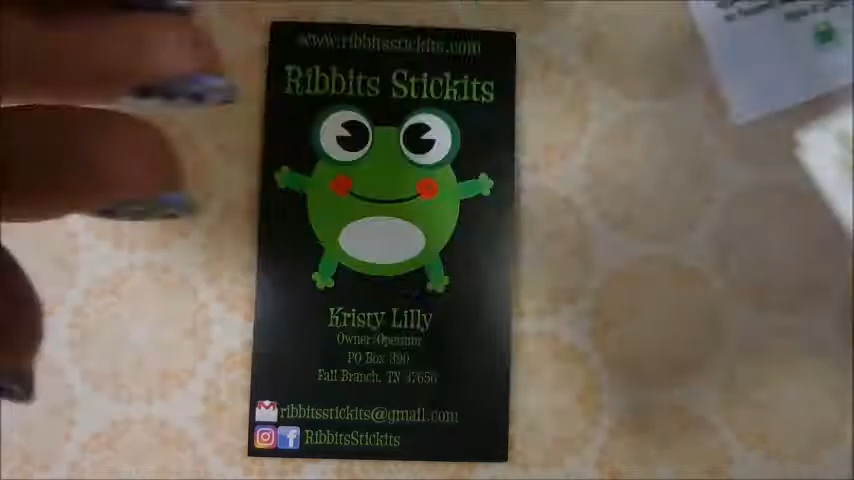 www.ribbitsstickits.com
Ribbits Stickits
Kristy Lilly
Owner/Operator
PO Box 390
Fall Branch, TN 37656
ribbitsstickits@gmail.com
RibbitsStickits